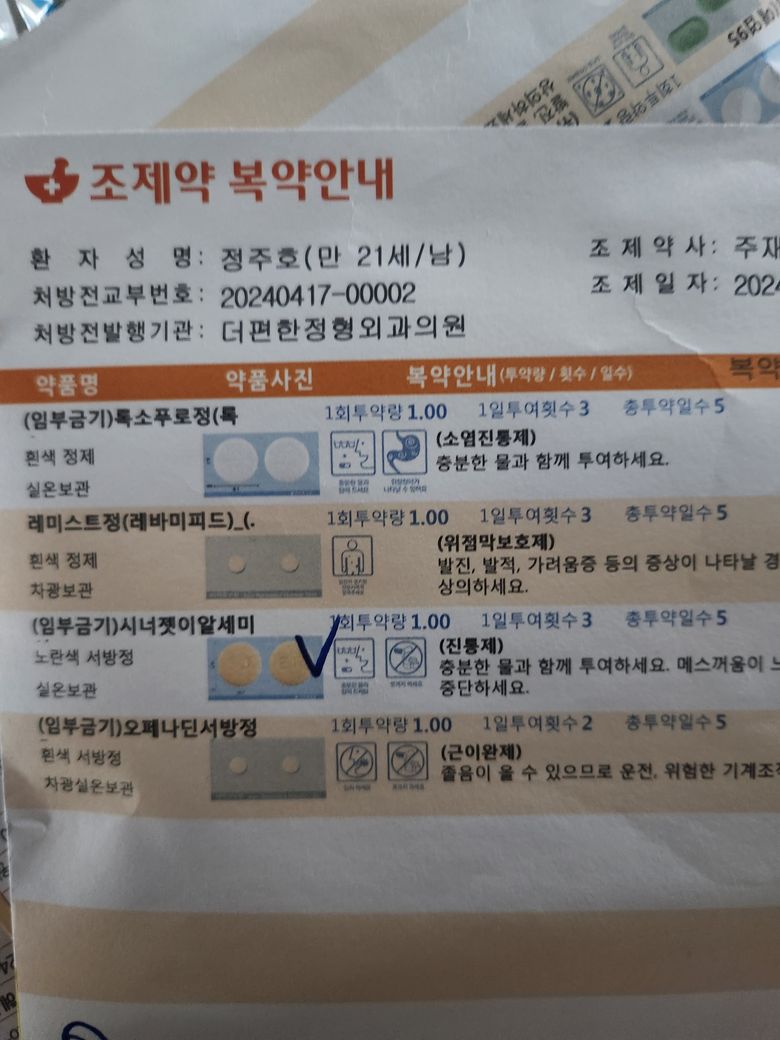 조제약 복약안내
환 자 성 명: 정주호(만 21세/남)
조 제 약 사: 주재
처방전교부번호: 20240417-00002
조 제 일 자: 2024
처방전발행기관: 더편한정형외과의원
약품명 약품사진 복약안내(투약량 / 횟수 / 일수) 복약
(임부금기)톡소푸로정(톡 1회투약량 1.00 1일투여횟수 3 총투약일수 5
흰색 정제
실온보관
(소염진통제)
충분한 물과 함께 투여하세요.
레미스트정(레바미피드)_(. 1회투약량 1.00 1일투여횟수 3 총투약일수 5
흰색 정제
차광보관
(위점막보호제)
발진, 발적, 가려움증 등의 증상이 나타날 경
상의하세요.
(임부금기)시너젯이알세미 1회투약량 1.00 1일투여횟수 3 총투약일수 5
노란색 서방정
실온보관
(진통제)
충분한 물과 함께 투여하세요. 메스꺼움이 느
중단하세요.
(임부금기)오페나딘서방정 1회투약량 1.00 1일투여횟수 2 총투약일수 5
흰색 서방정
차광실온보관
(근이완제)
졸음이 올 수 있으므로 운전, 위험한 기계조작